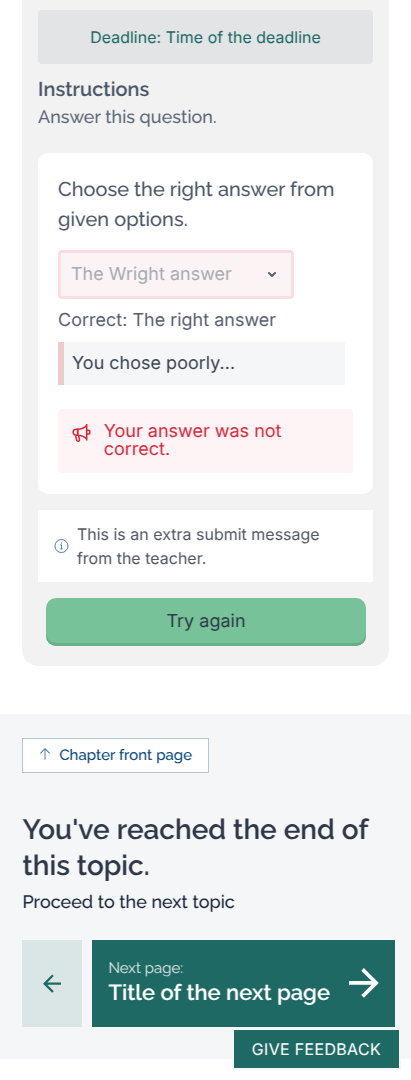 Deadline: Time of the deadline
Instructions
Answer this question.
Choose the right answer from
given options.
The Wright answer
Correct: The right answer
You chose poorly...
Your answer was not
correct.
This is an extra submit message
from the teacher.
Try again
Chapter front page
You've reached the end of
this topic.
Proceed to the next topic
Next page:
Title of the next page
GIVE FEEDBACK